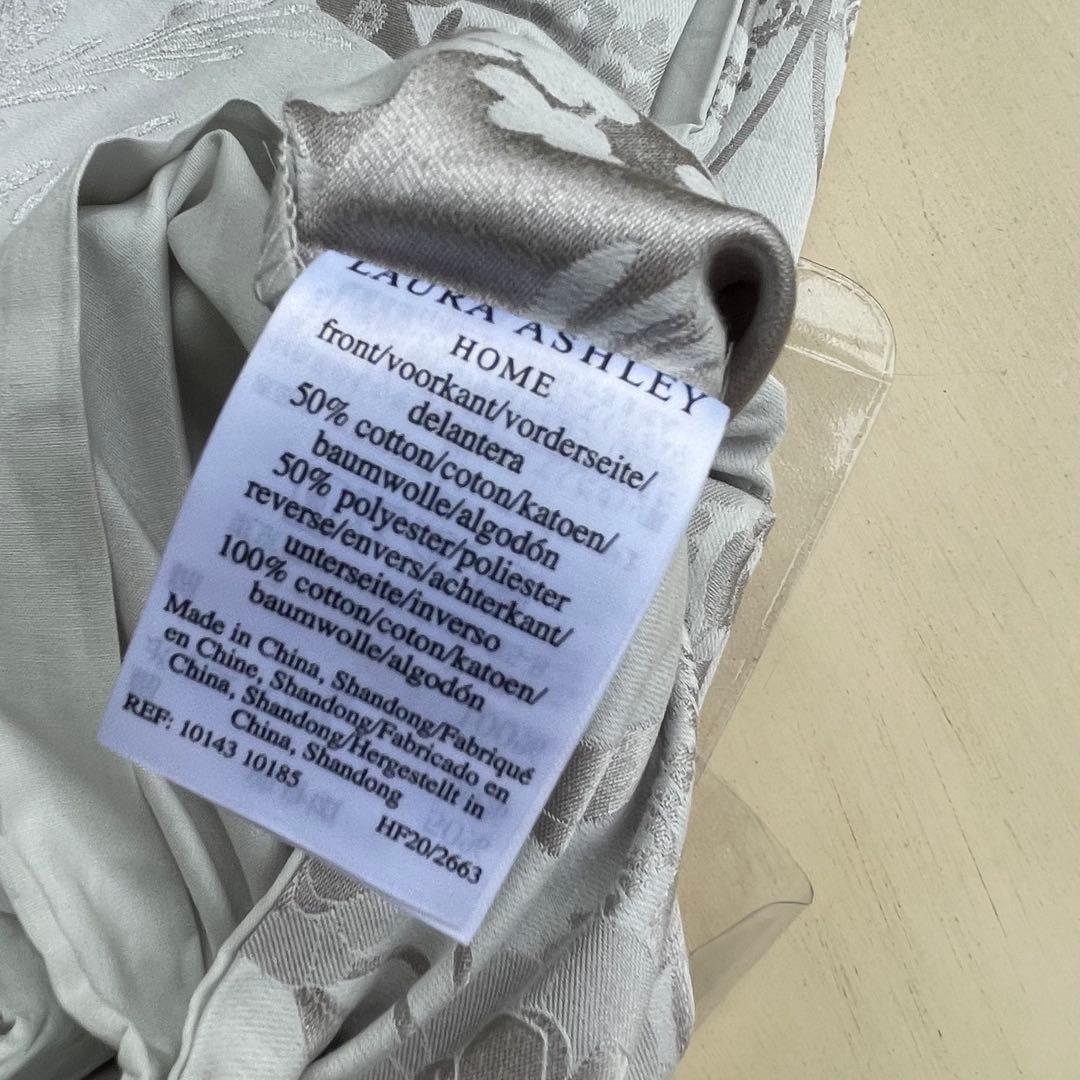 LAURA ASHLEY
HOME
front/voorkant/vorderseite/
delantera
50% cotton/coton/katoen/
baumwolle/algodón
50% polyester/poliester
reverse/envers/achterkant/
unterseite/inverso
100% cotton/coton/katoen/
baumwolle/algodón
Made in China, Shandong/Fabriqué
en Chine, Shandong/Fabricado en
China, Shandong/Hergestellt in
China, Shandong
REF: 10143 10185
HF20/2663